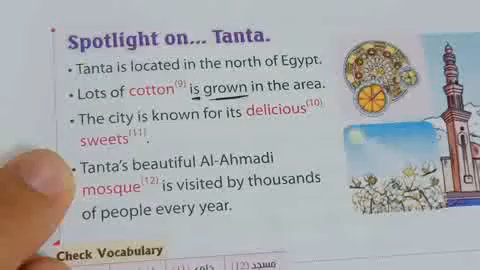 Spotlight on... Tanta.
• Tanta is located in the north of Egypt.
• Lots of cotton(9) is grown in the area.
• The city is known for its delicious(10)
sweets(11).
• Tanta's beautiful Al-Ahmadi
mosque(12) is visited by thousands
of people every year.
Check Vocabulary
(11) (12) مسجد